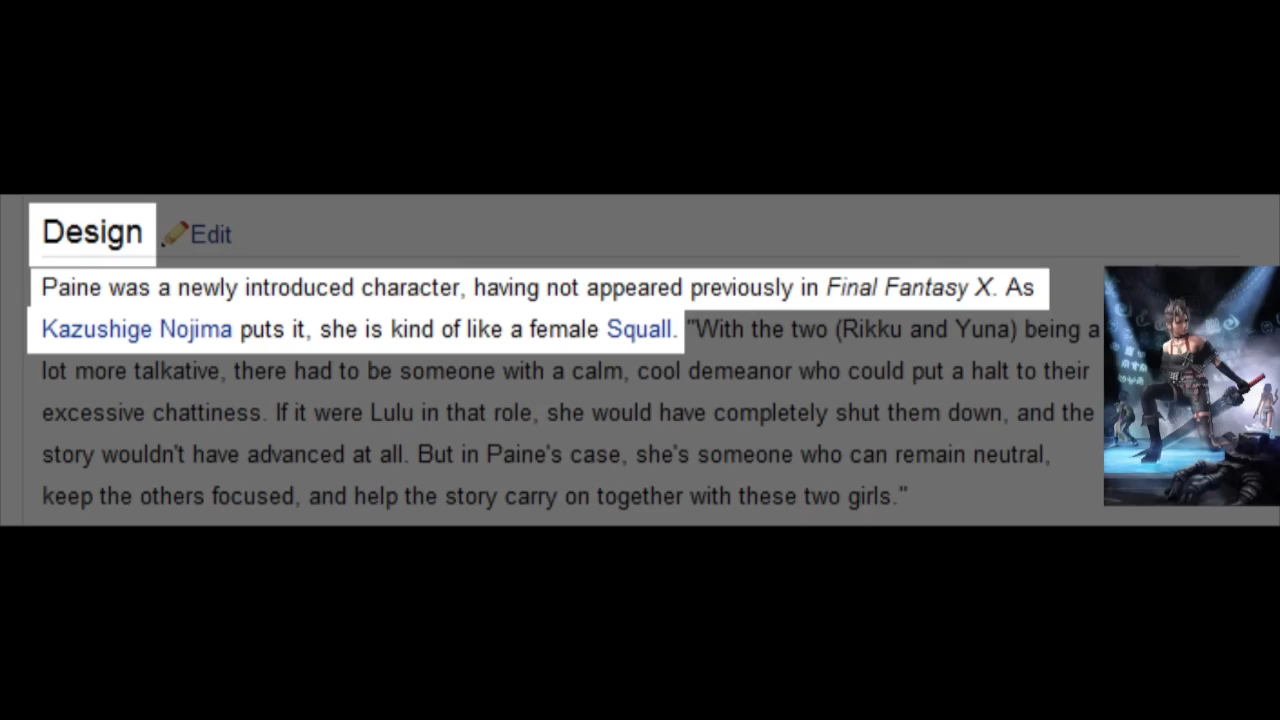 Design Edit
Paine was a newly introduced character, having not appeared previously in Final Fantasy X. As
Kazushige Nojima puts it, she is kind of like a female Squall. "With the two (Rikku and Yuna) being a
lot more talkative, there had to be someone with a calm, cool demeanor who could put a halt to their
excessive chattiness. If it were Lulu in that role, she would have completely shut them down, and the
story wouldn't have advanced at all. But in Paine's case, she's someone who can remain neutral,
keep the others focused, and help the story carry on together with these two girls."